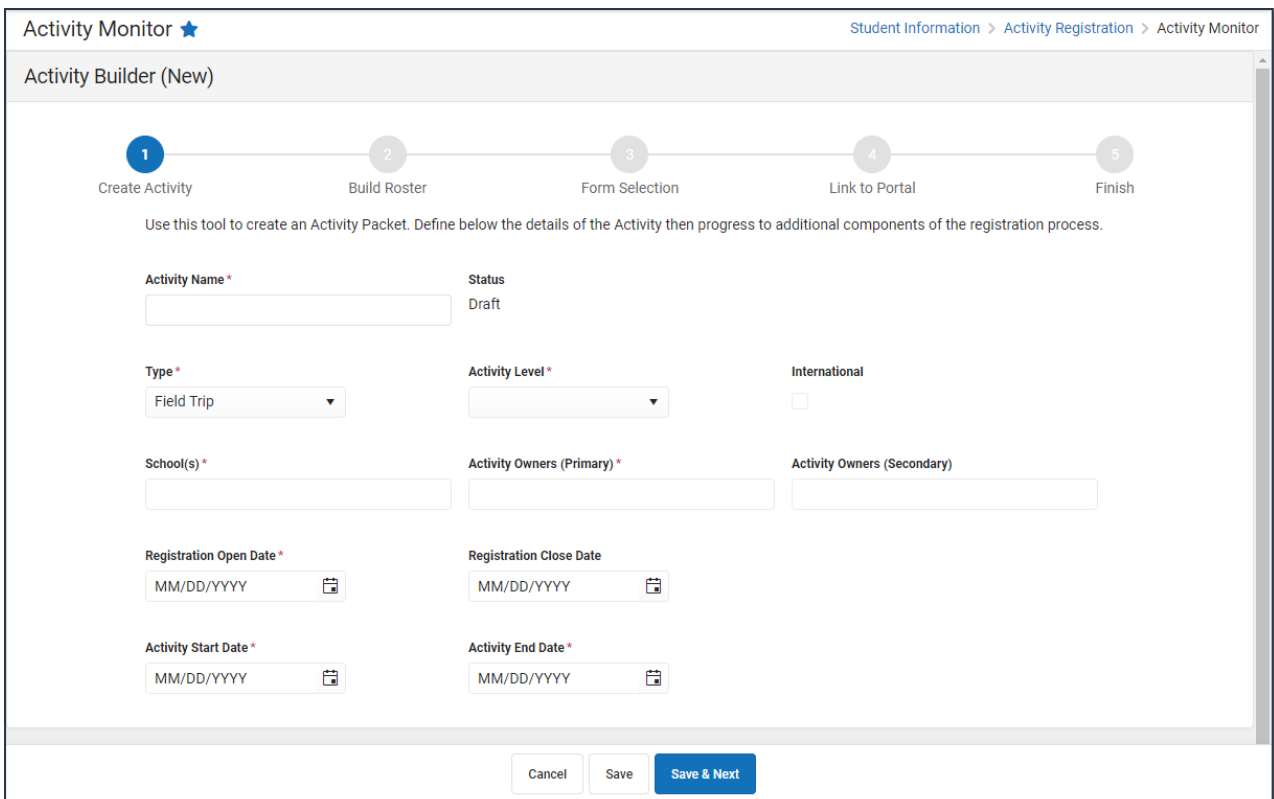 Activity Monitor
Student Information > Activity Registration > Activity Monitor
Activity Builder (New)
1 2 3 4 5
Create Activity Build Roster Form Selection Link to Portal Finish
Use this tool to create an Activity Packet. Define below the details of the Activity then progress to additional components of the registration process.
Activity Name * Status
Draft
Type * Activity Level * International
Field Trip
School(s) * Activity Owners (Primary) * Activity Owners (Secondary)
Registration Open Date * Registration Close Date
MM/DD/YYYY MM/DD/YYYY
Activity Start Date * Activity End Date *
MM/DD/YYYY MM/DD/YYYY
Cancel Save Save & Next